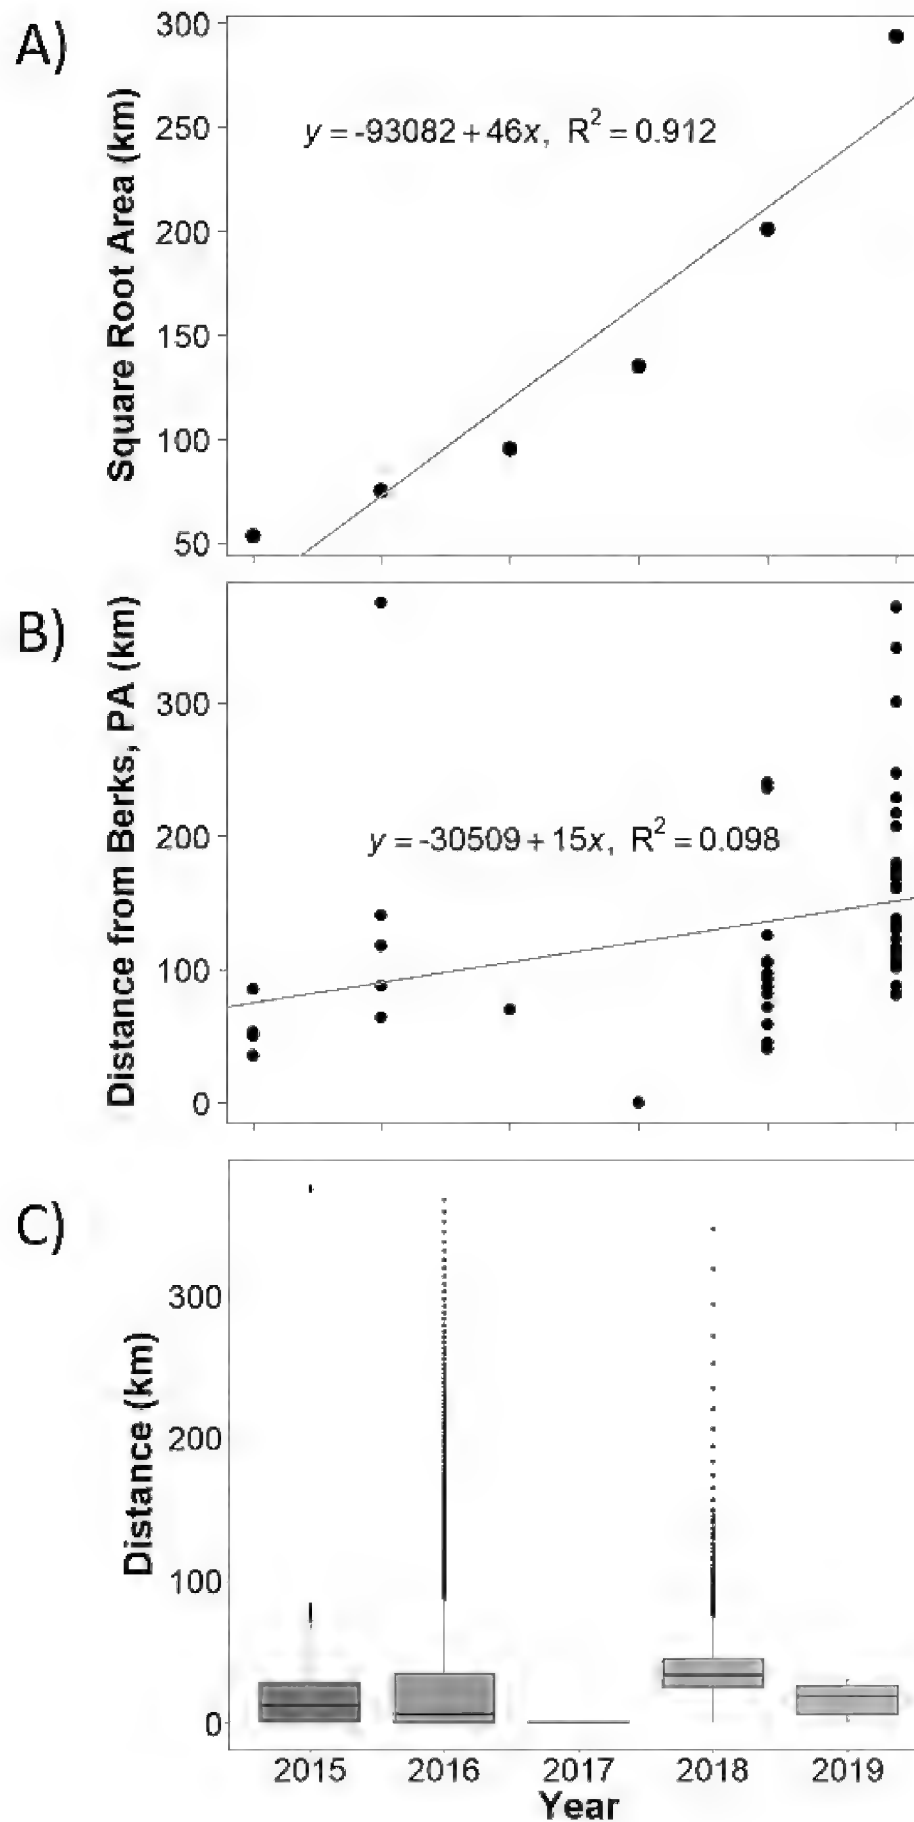 A)
Square Root Area (km)
300
250
200
150
100
50
y = -93082 + 46x, R² = 0.912
B)
Distance from Berks, PA (km)
300
200
100
0
y = -30509 + 15x, R² = 0.098
C)
Distance (km)
300
200
100
0
2015 2016 2017 2018 2019
Year